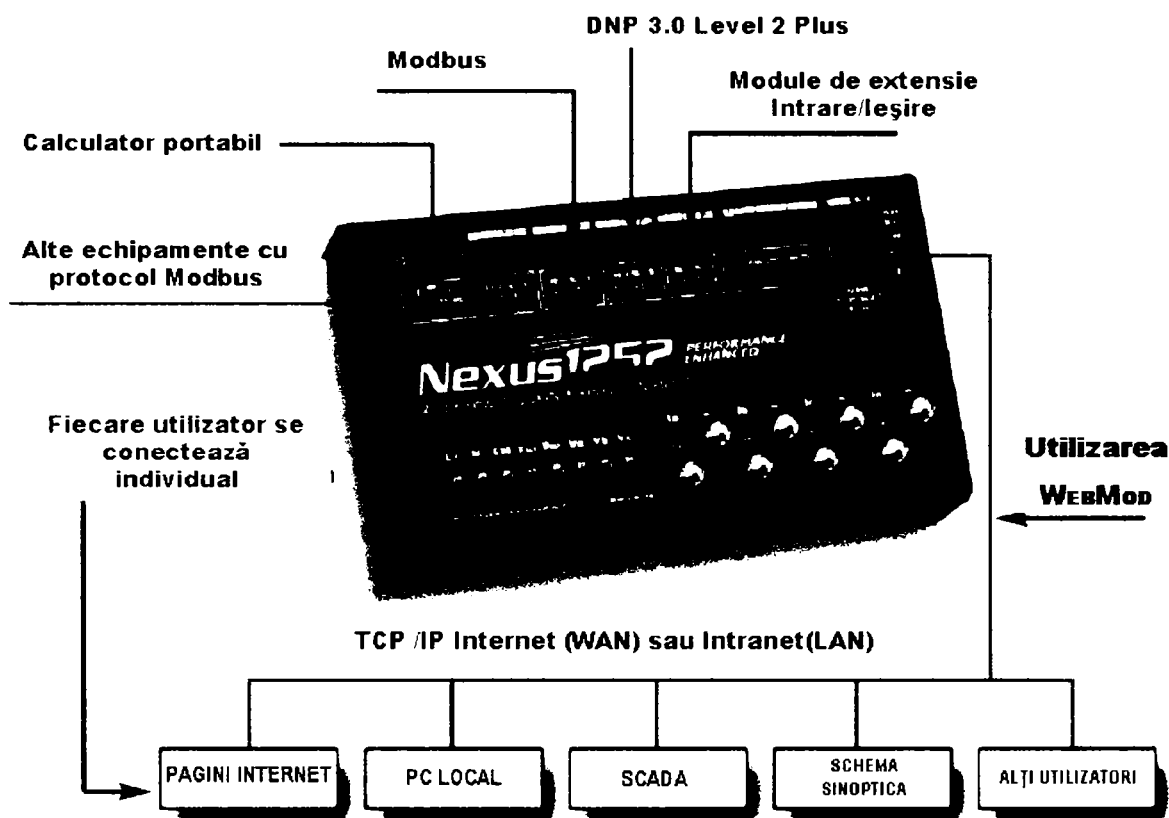 DNP 3.0 Level 2 Plus
Modbus
Module de extensie
Intrare/Ieşire
Calculator portabil
Alte echipamente cu
protocol Modbus
Nexus1252 PERFORMANCE
ENHANCED
Fiecare utilizator se
conectează
individual
Utilizarea
WEBMOD
TCP /IP Internet (WAN) sau Intranet(LAN)
PAGINI INTERNET
PC LOCAL
SCADA
SCHEMA
SINOPTICA
ALŢI UTILIZATORI